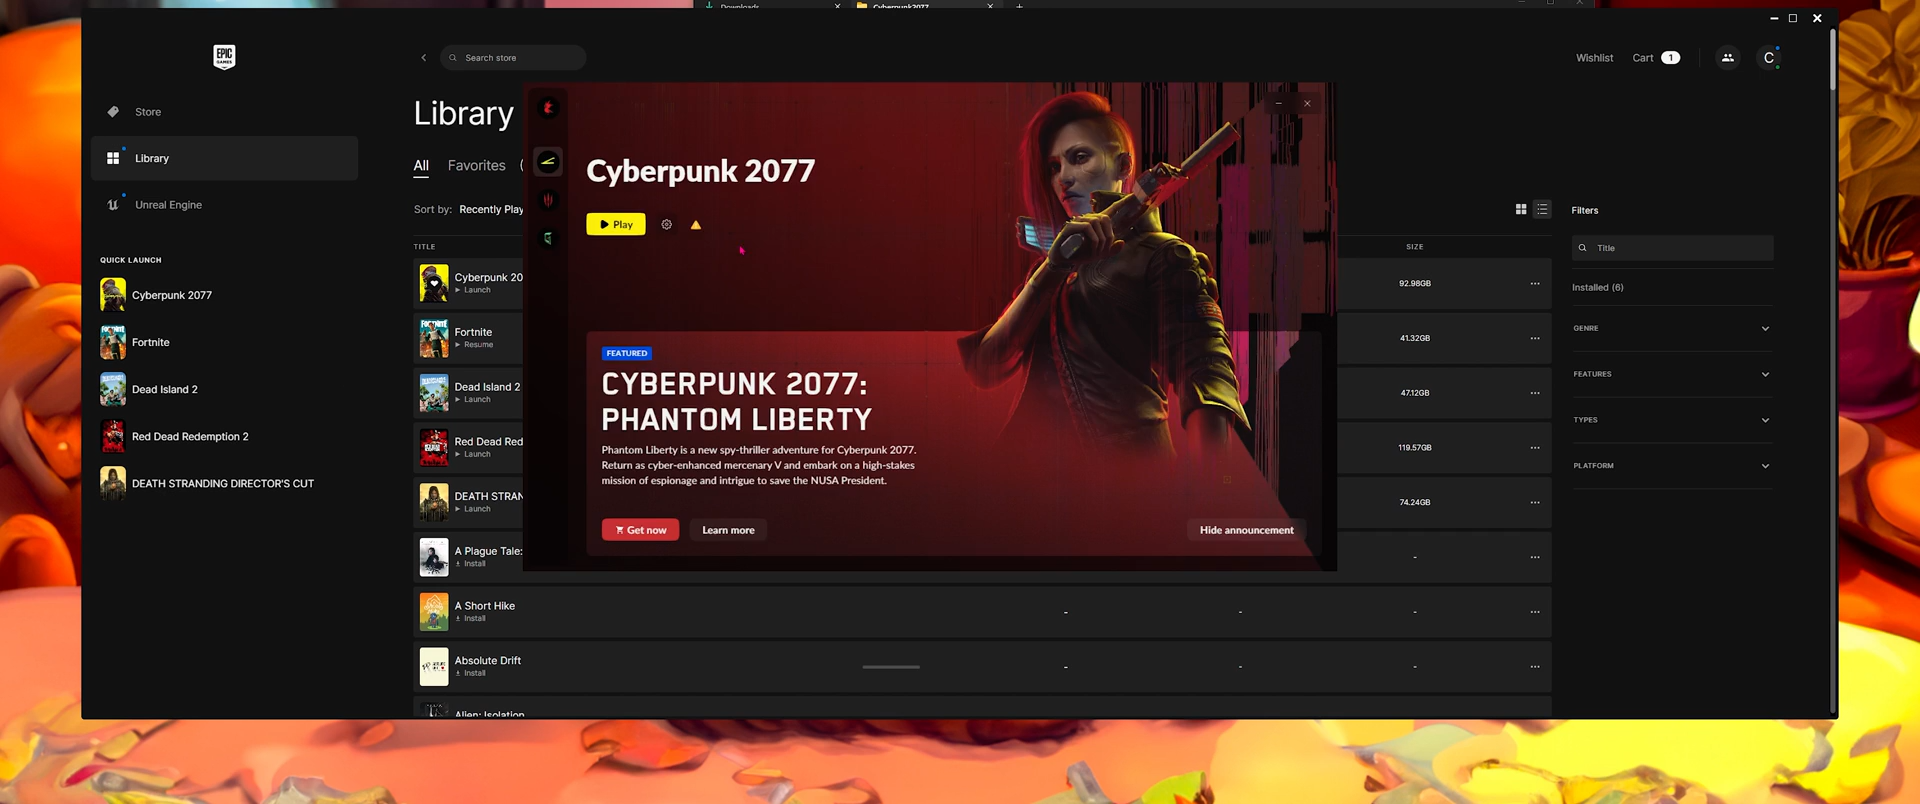 Downloads
Cyberpunk2077
EPIC
GAMES
Search store
Wishlist
Cart
1
C
Store
Library
Unreal Engine
QUICK LAUNCH
Cyberpunk 2077
Fortnite
Dead Island 2
Red Dead Redemption 2
DEATH STRANDING DIRECTOR'S CUT
Library
All
Favorites
Sort by: Recently Play
TITLE
SIZE
Cyberpunk 20
Launch
92.98GB
Fortnite
Resume
41.32GB
Dead Island 2
Launch
47.12GB
Red Dead Red
Launch
119.57GB
DEATH STRAN
Launch
74.24GB
A Plague Tale:
Install
-
A Short Hike
Install
- - -
Absolute Drift
Install
- - -
Alien: Isolation
Cyberpunk 2077
Play
FEATURED
CYBERPUNK 2077:
PHANTOM LIBERTY
Phantom Liberty is a new spy-thriller adventure for Cyberpunk 2077.
Return as cyber-enhanced mercenary V and embark on a high-stakes
mission of espionage and intrigue to save the NUSA President.
Get now
Learn more
Hide announcement
Filters
Title
Installed (6)
GENRE
FEATURES
TYPES
PLATFORM